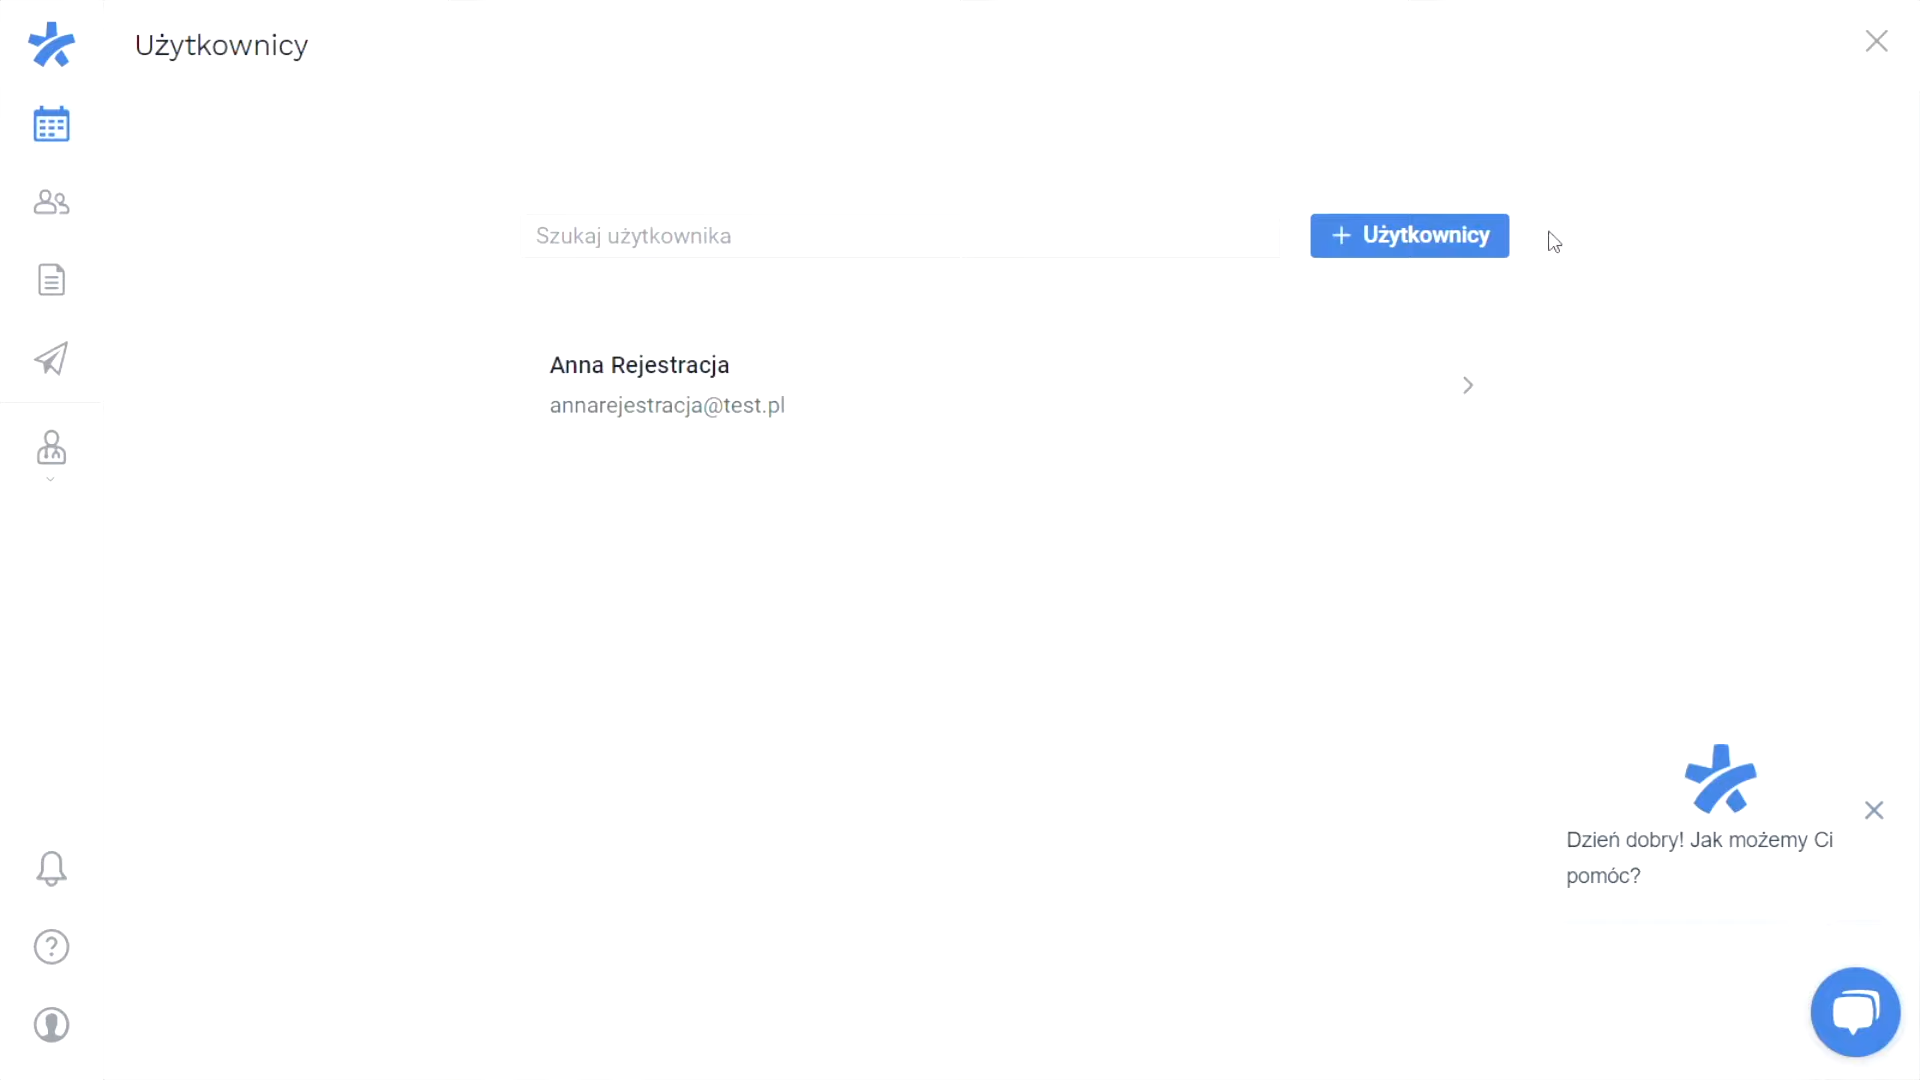 Użytkownicy
Szukaj użytkownika
+ Użytkownicy
Anna Rejestracja
annarejestracja@test.pl
Dzień dobry! Jak możemy Ci
pomóc?